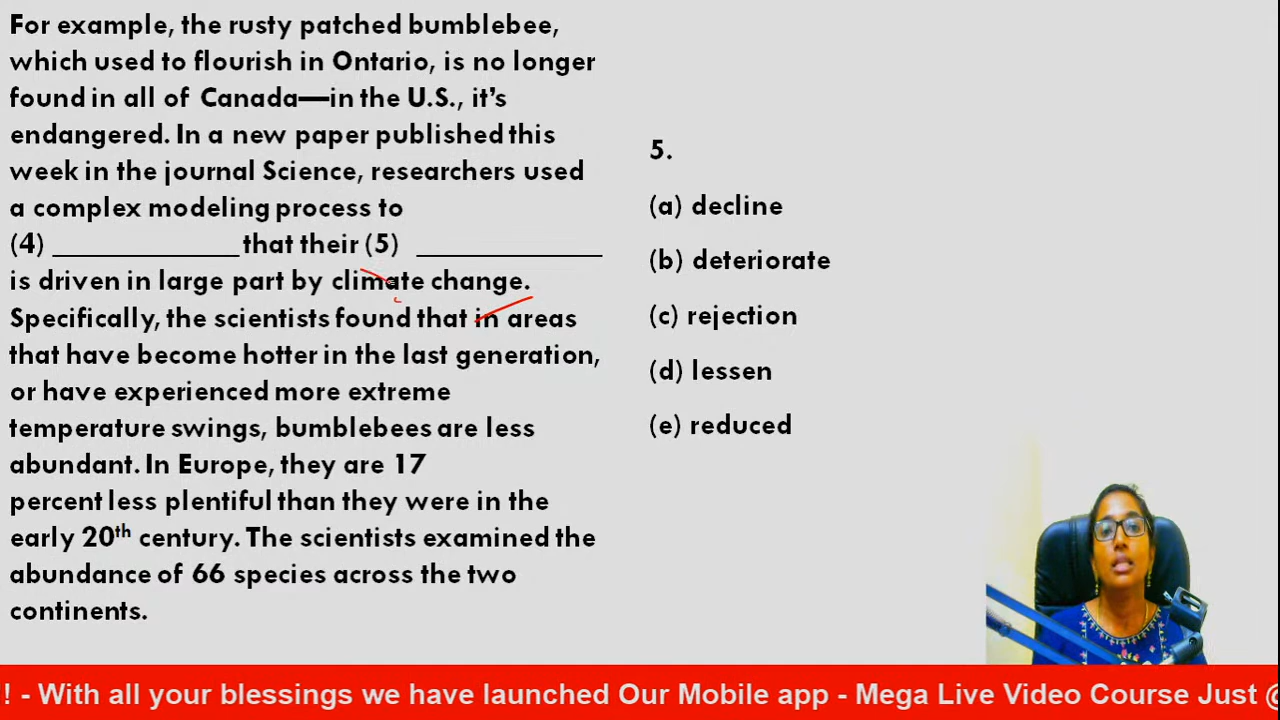 For example, the rusty patched bumblebee,
which used to flourish in Ontario, is no longer
found in all of Canada—in the U.S., it’s
endangered. In a new paper published this
week in the journal Science, researchers used
a complex modeling process to
(4) ______________ that their (5) ______________
is driven in large part by climate change.
Specifically, the scientists found that in areas
that have become hotter in the last generation,
or have experienced more extreme
temperature swings, bumblebees are less
abundant. In Europe, they are 17
percent less plentiful than they were in the
early 20th century. The scientists examined the
abundance of 66 species across the two
continents.
5.
(a) decline
(b) deteriorate
(c) rejection
(d) lessen
(e) reduced
! - With all your blessings we have launched Our Mobile app - Mega Live Video Course Just @